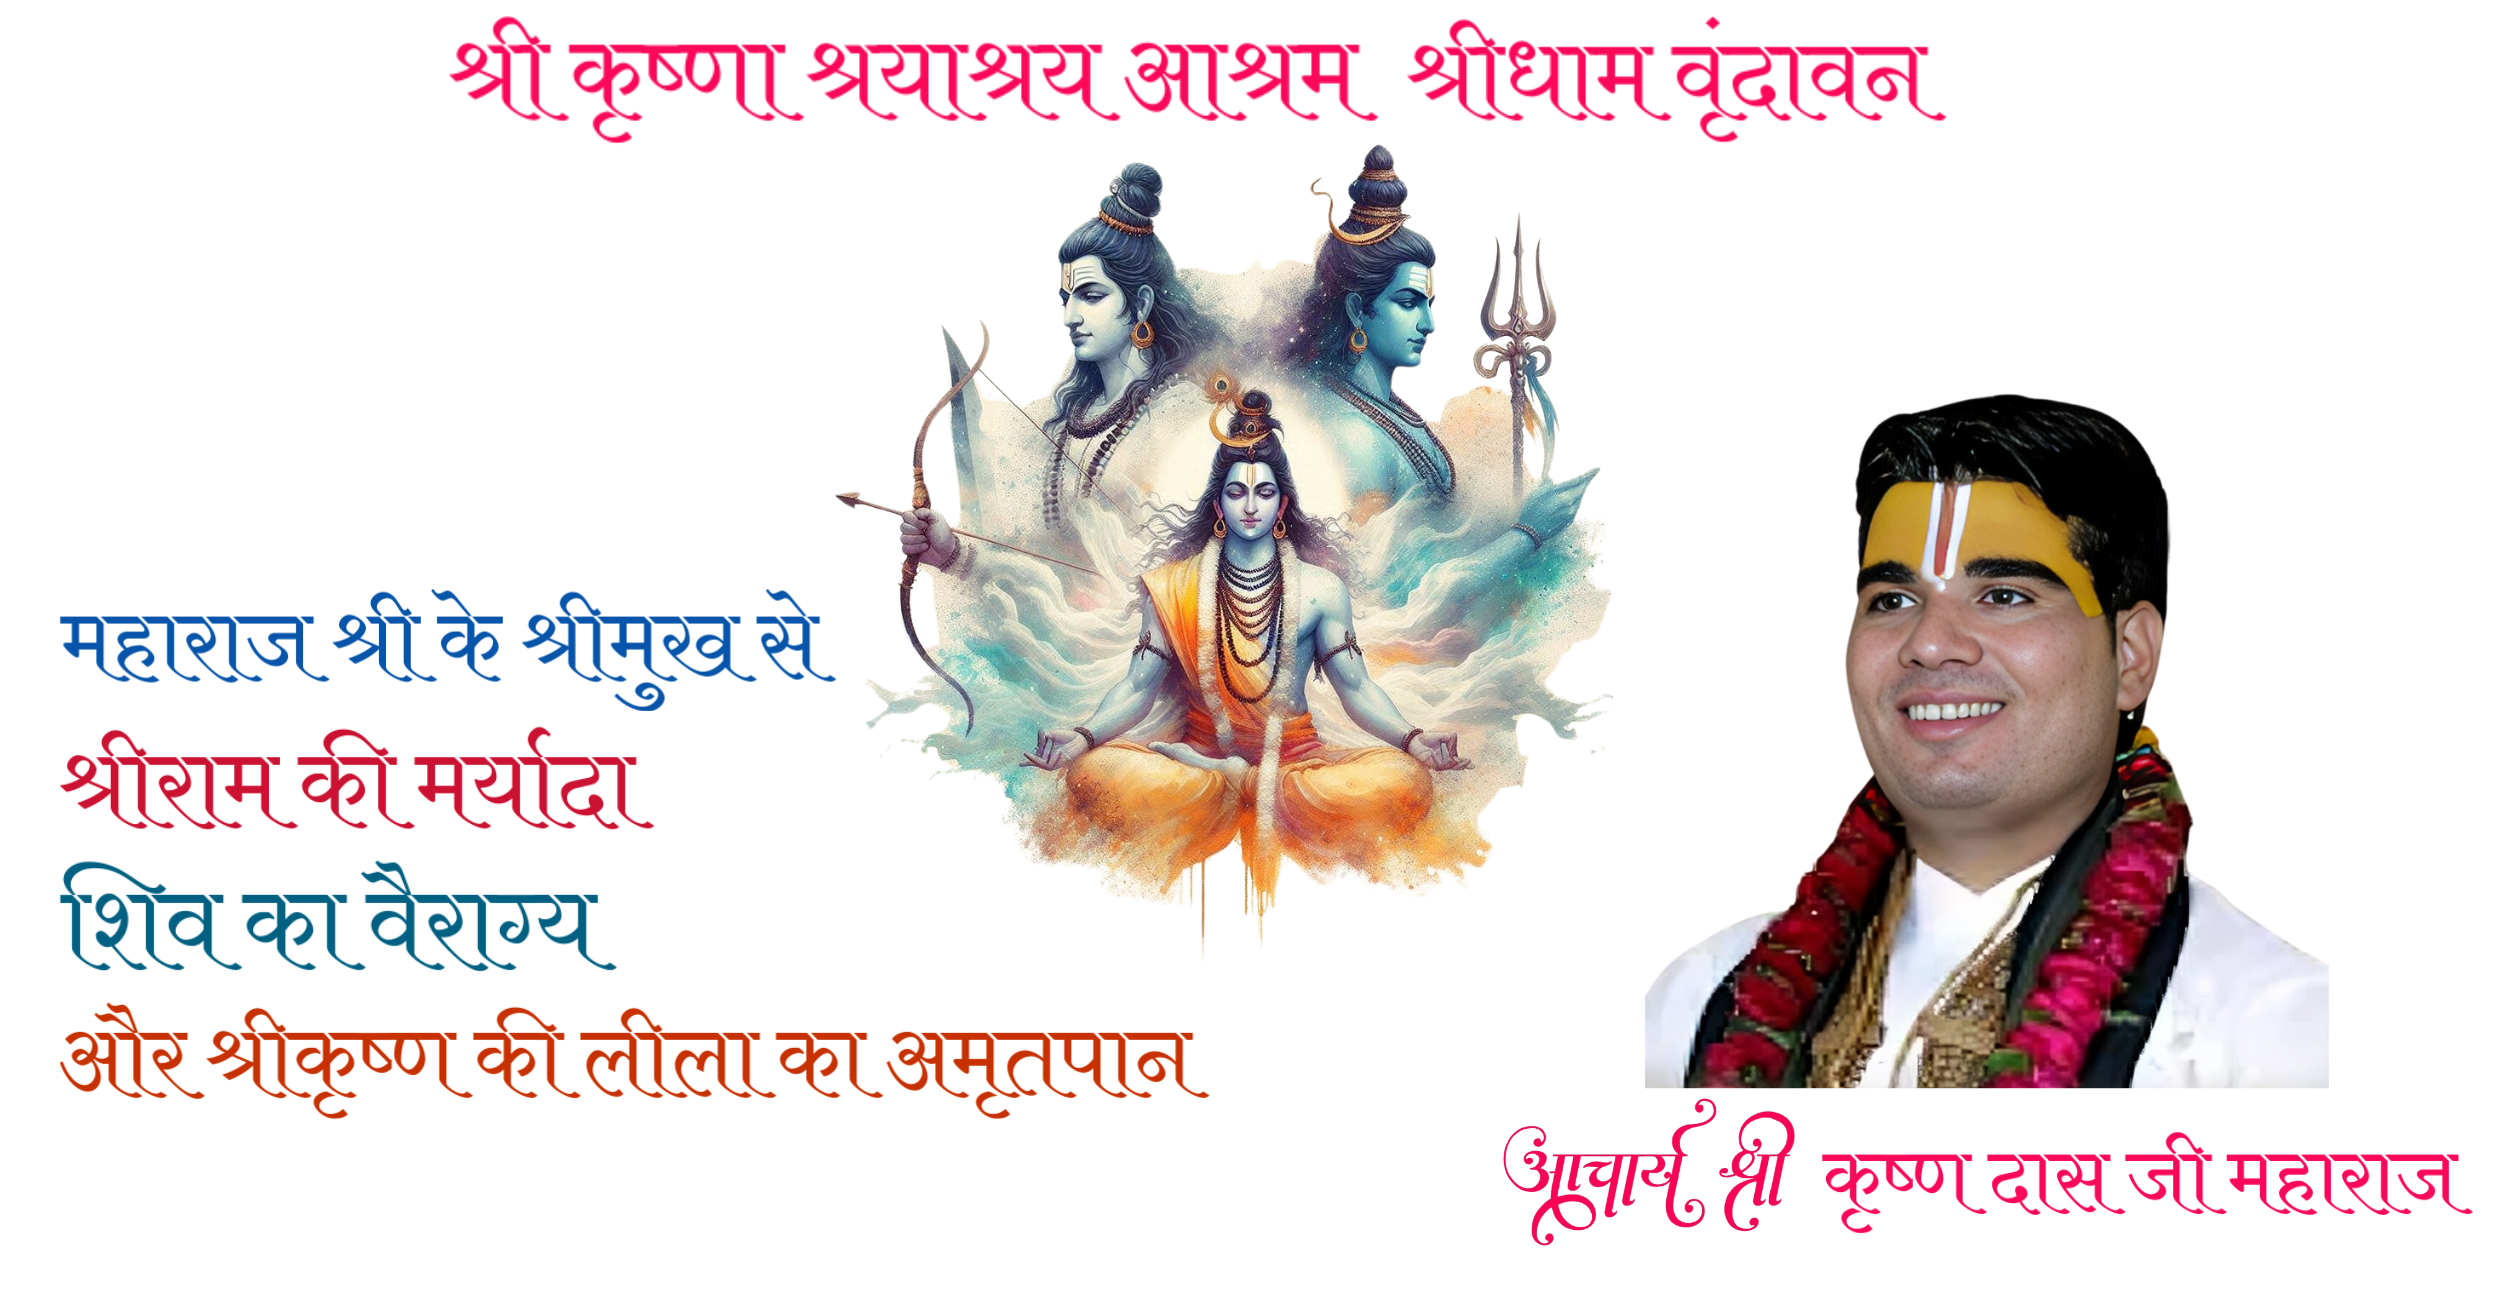 श्री कृष्णा श्रयाश्रय आश्रम श्रीधाम वृंदावन
महाराज श्री के श्रीमुख से
श्रीराम की मर्यादा
शिव का वैराग्य
और श्रीकृष्ण की लीला का अमृतपान
आचार्य श्री कृष्ण दास जी महाराज